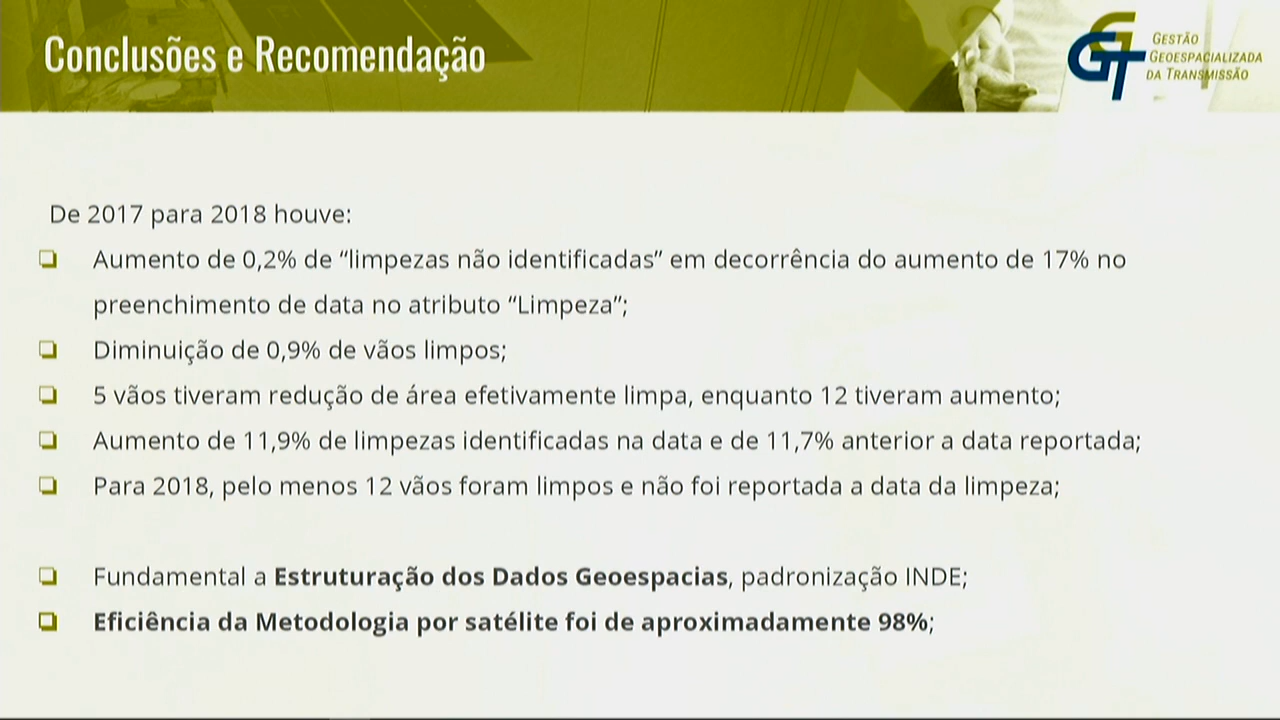 Conclusões e Recomendação
GESTÃO
GEOESPACIALIZADA
DA TRANSMISSÃO
De 2017 para 2018 houve:
Aumento de 0,2% de “limpezas não identificadas” em decorrência do aumento de 17% no
preenchimento de data no atributo “Limpeza”;
Diminuição de 0,9% de vãos limpos;
5 vãos tiveram redução de área efetivamente limpa, enquanto 12 tiveram aumento;
Aumento de 11,9% de limpezas identificadas na data e de 11,7% anterior a data reportada;
Para 2018, pelo menos 12 vãos foram limpos e não foi reportada a data da limpeza;
Fundamental a Estruturação dos Dados Geoespacias, padronização INDE;
Eficiência da Metodologia por satélite foi de aproximadamente 98%;